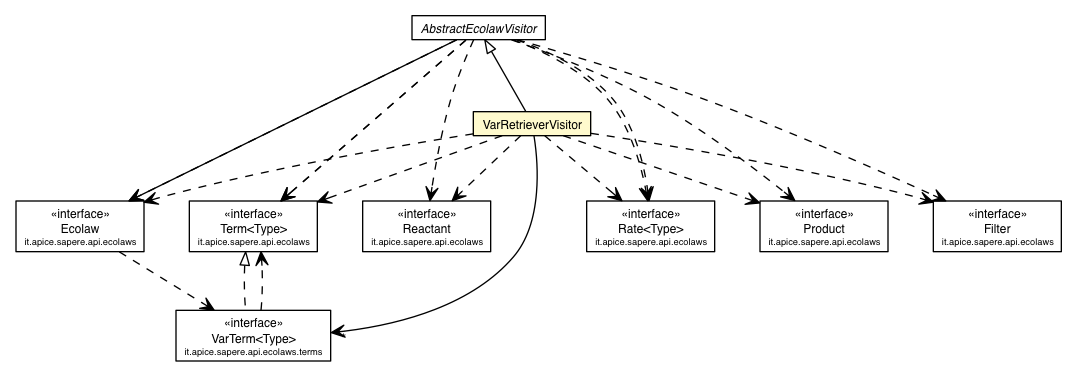 AbstractEcolawVisitor
VarRetrieverVisitor
«interface»
Ecolaw
it.apice.sapere.api.ecolaws
«interface»
Term<Type>
it.apice.sapere.api.ecolaws
«interface»
Reactant
it.apice.sapere.api.ecolaws
«interface»
Rate<Type>
it.apice.sapere.api.ecolaws
«interface»
Product
it.apice.sapere.api.ecolaws
«interface»
Filter
it.apice.sapere.api.ecolaws
«interface»
VarTerm<Type>
it.apice.sapere.api.ecolaws.terms